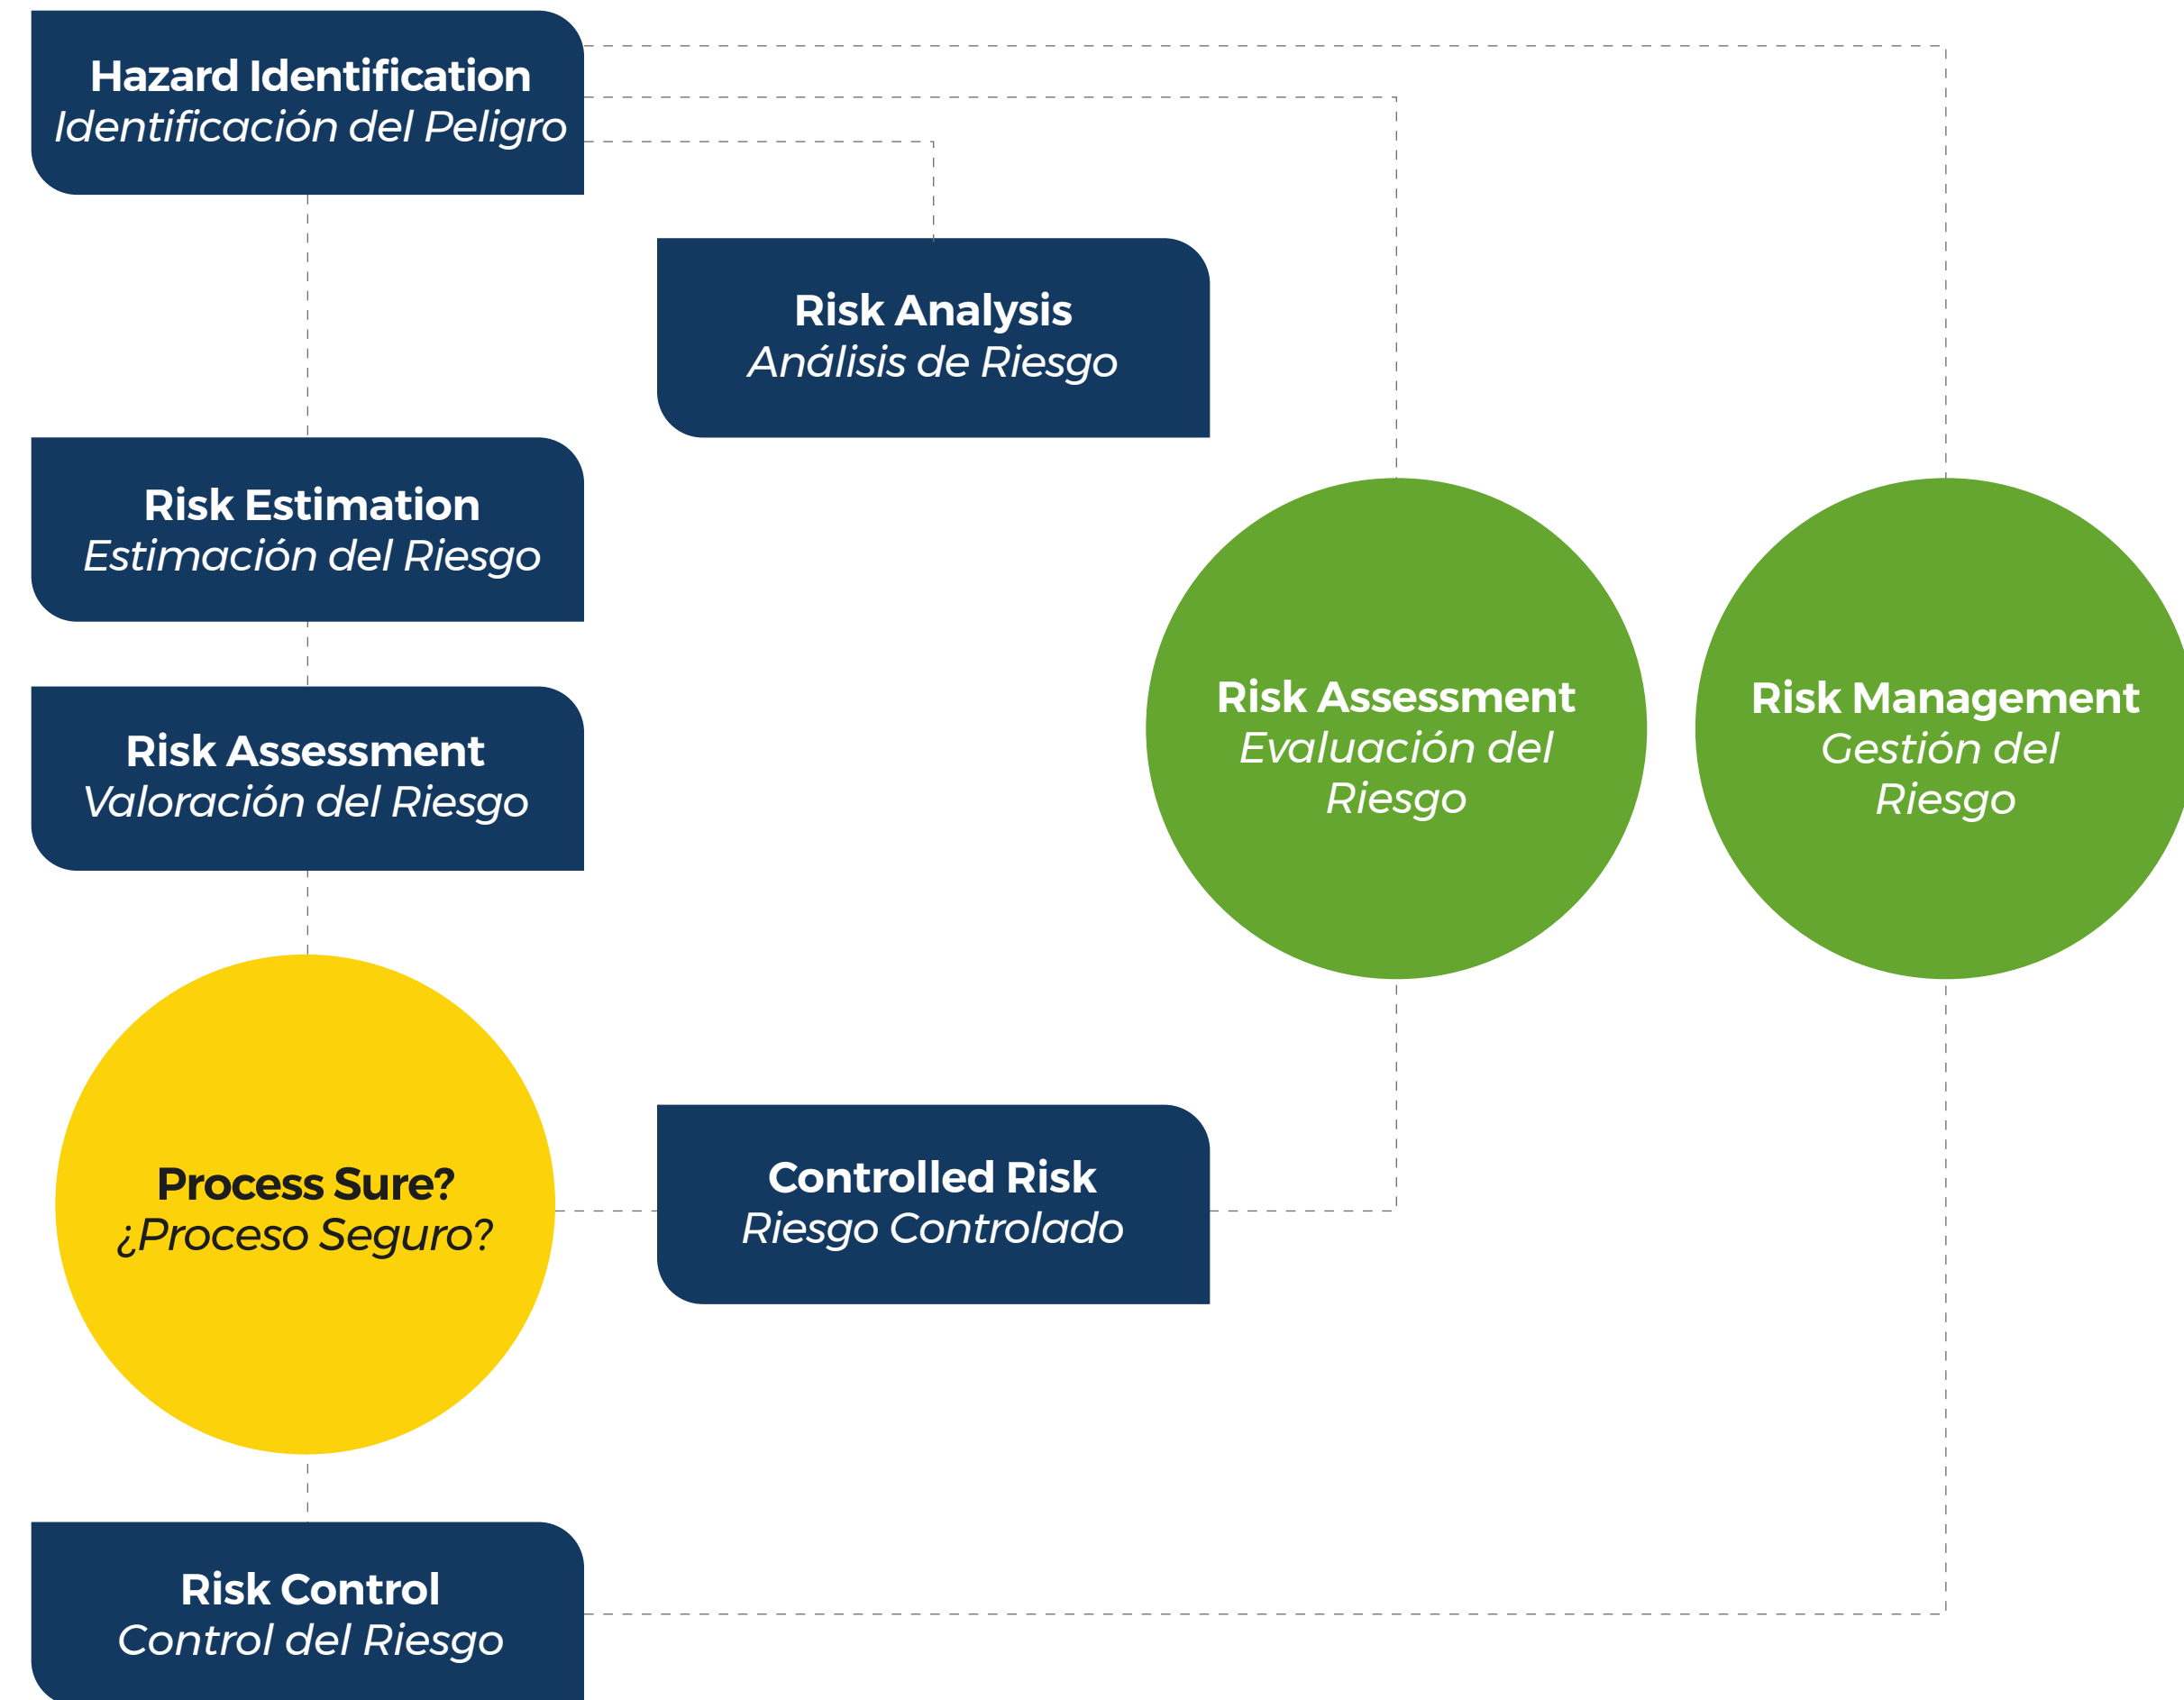 Hazard Identification
Identificación del Peligro
Risk Analysis
Análisis de Riesgo
Risk Estimation
Estimación del Riesgo
Risk Assessment
Valoración del Riesgo
Risk Assessment
Evaluación del
Riesgo
Risk Management
Gestión del
Riesgo
Process Sure?
¿Proceso Seguro?
Controlled Risk
Riesgo Controlado
Risk Control
Control del Riesgo